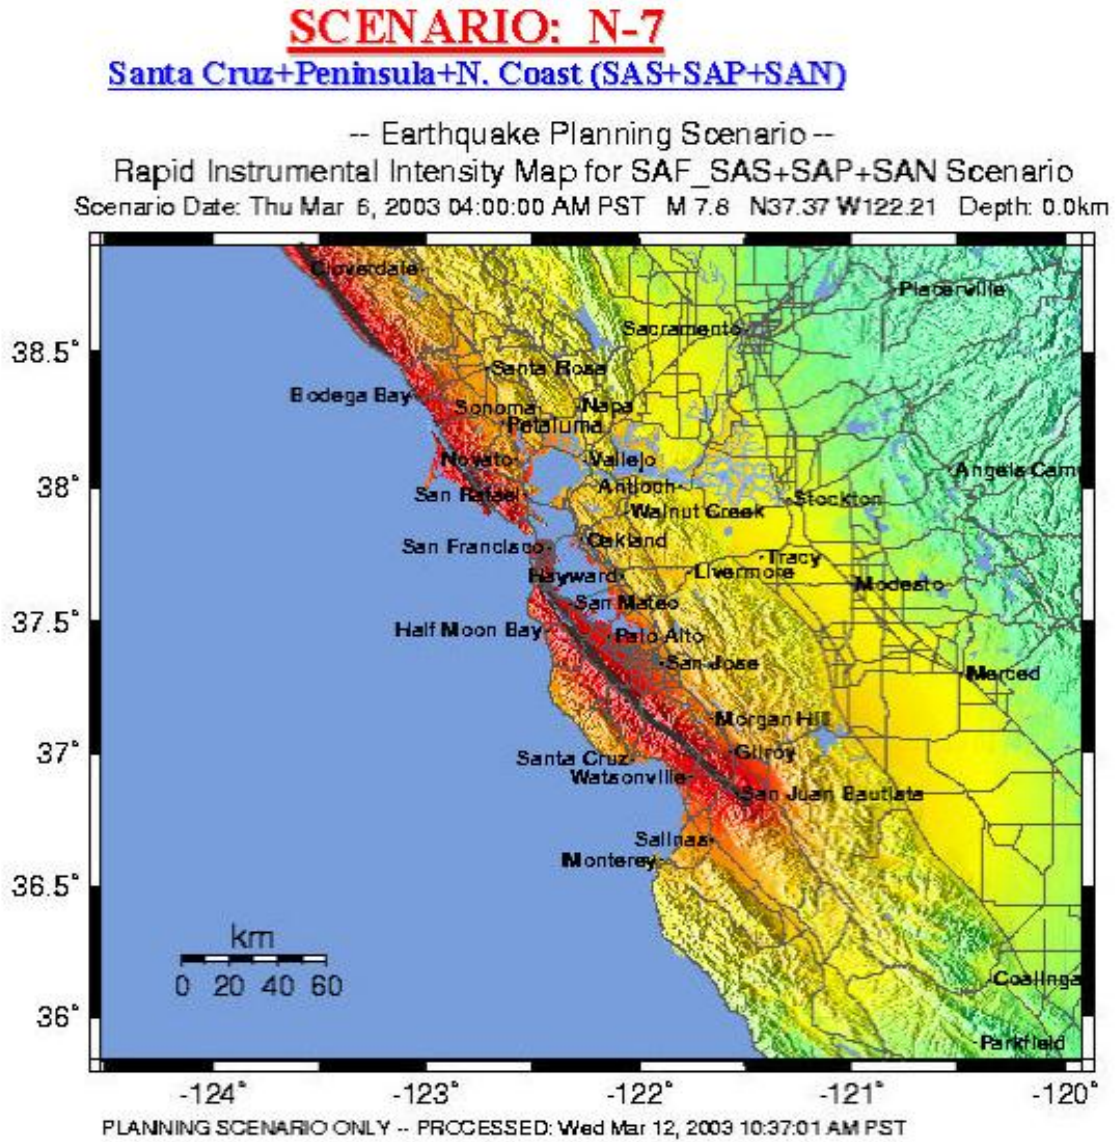 SCENARIO: N-7
Santa Cruz+Peninsula+N. Coast (SAS+SAP+SAN)
-- Earthquake Planning Scenario --
Rapid Instrumental Intensity Map for SAF_SAS+SAP+SAN Scenario
Scenario Date: Thu Mar 6, 2003 04:00:00 AM PST M 7.8 N37.37 W122.21 Depth: 0.0km
Cloverdale
Placerville
Sacramento
38.5°
Santa Rosa
Bodega Bay
Sonoma
Napa
Petaluma
Novato
Vallejo
Angels Cam
38°
Antioch
San Rafael
Stockton
Walnut Creek
San Francisco
Oakland
Tracy
Hayward
Livermore
Modesto
San Mateo
37.5°
Half Moon Bay
Palo Alto
San Jose
Merced
Morgan Hill
37°
Santa Cruz
Gilroy
Watsonville
San Juan Bautista
Salinas
Monterey
36.5°
km
0 20 40 60
Coalinga
36°
Parkfield
-124° -123° -122° -121° -120°
PLANNING SCENARIO ONLY -- PROCESSED: Wed Mar 12, 2003 10:37:01 AM PST